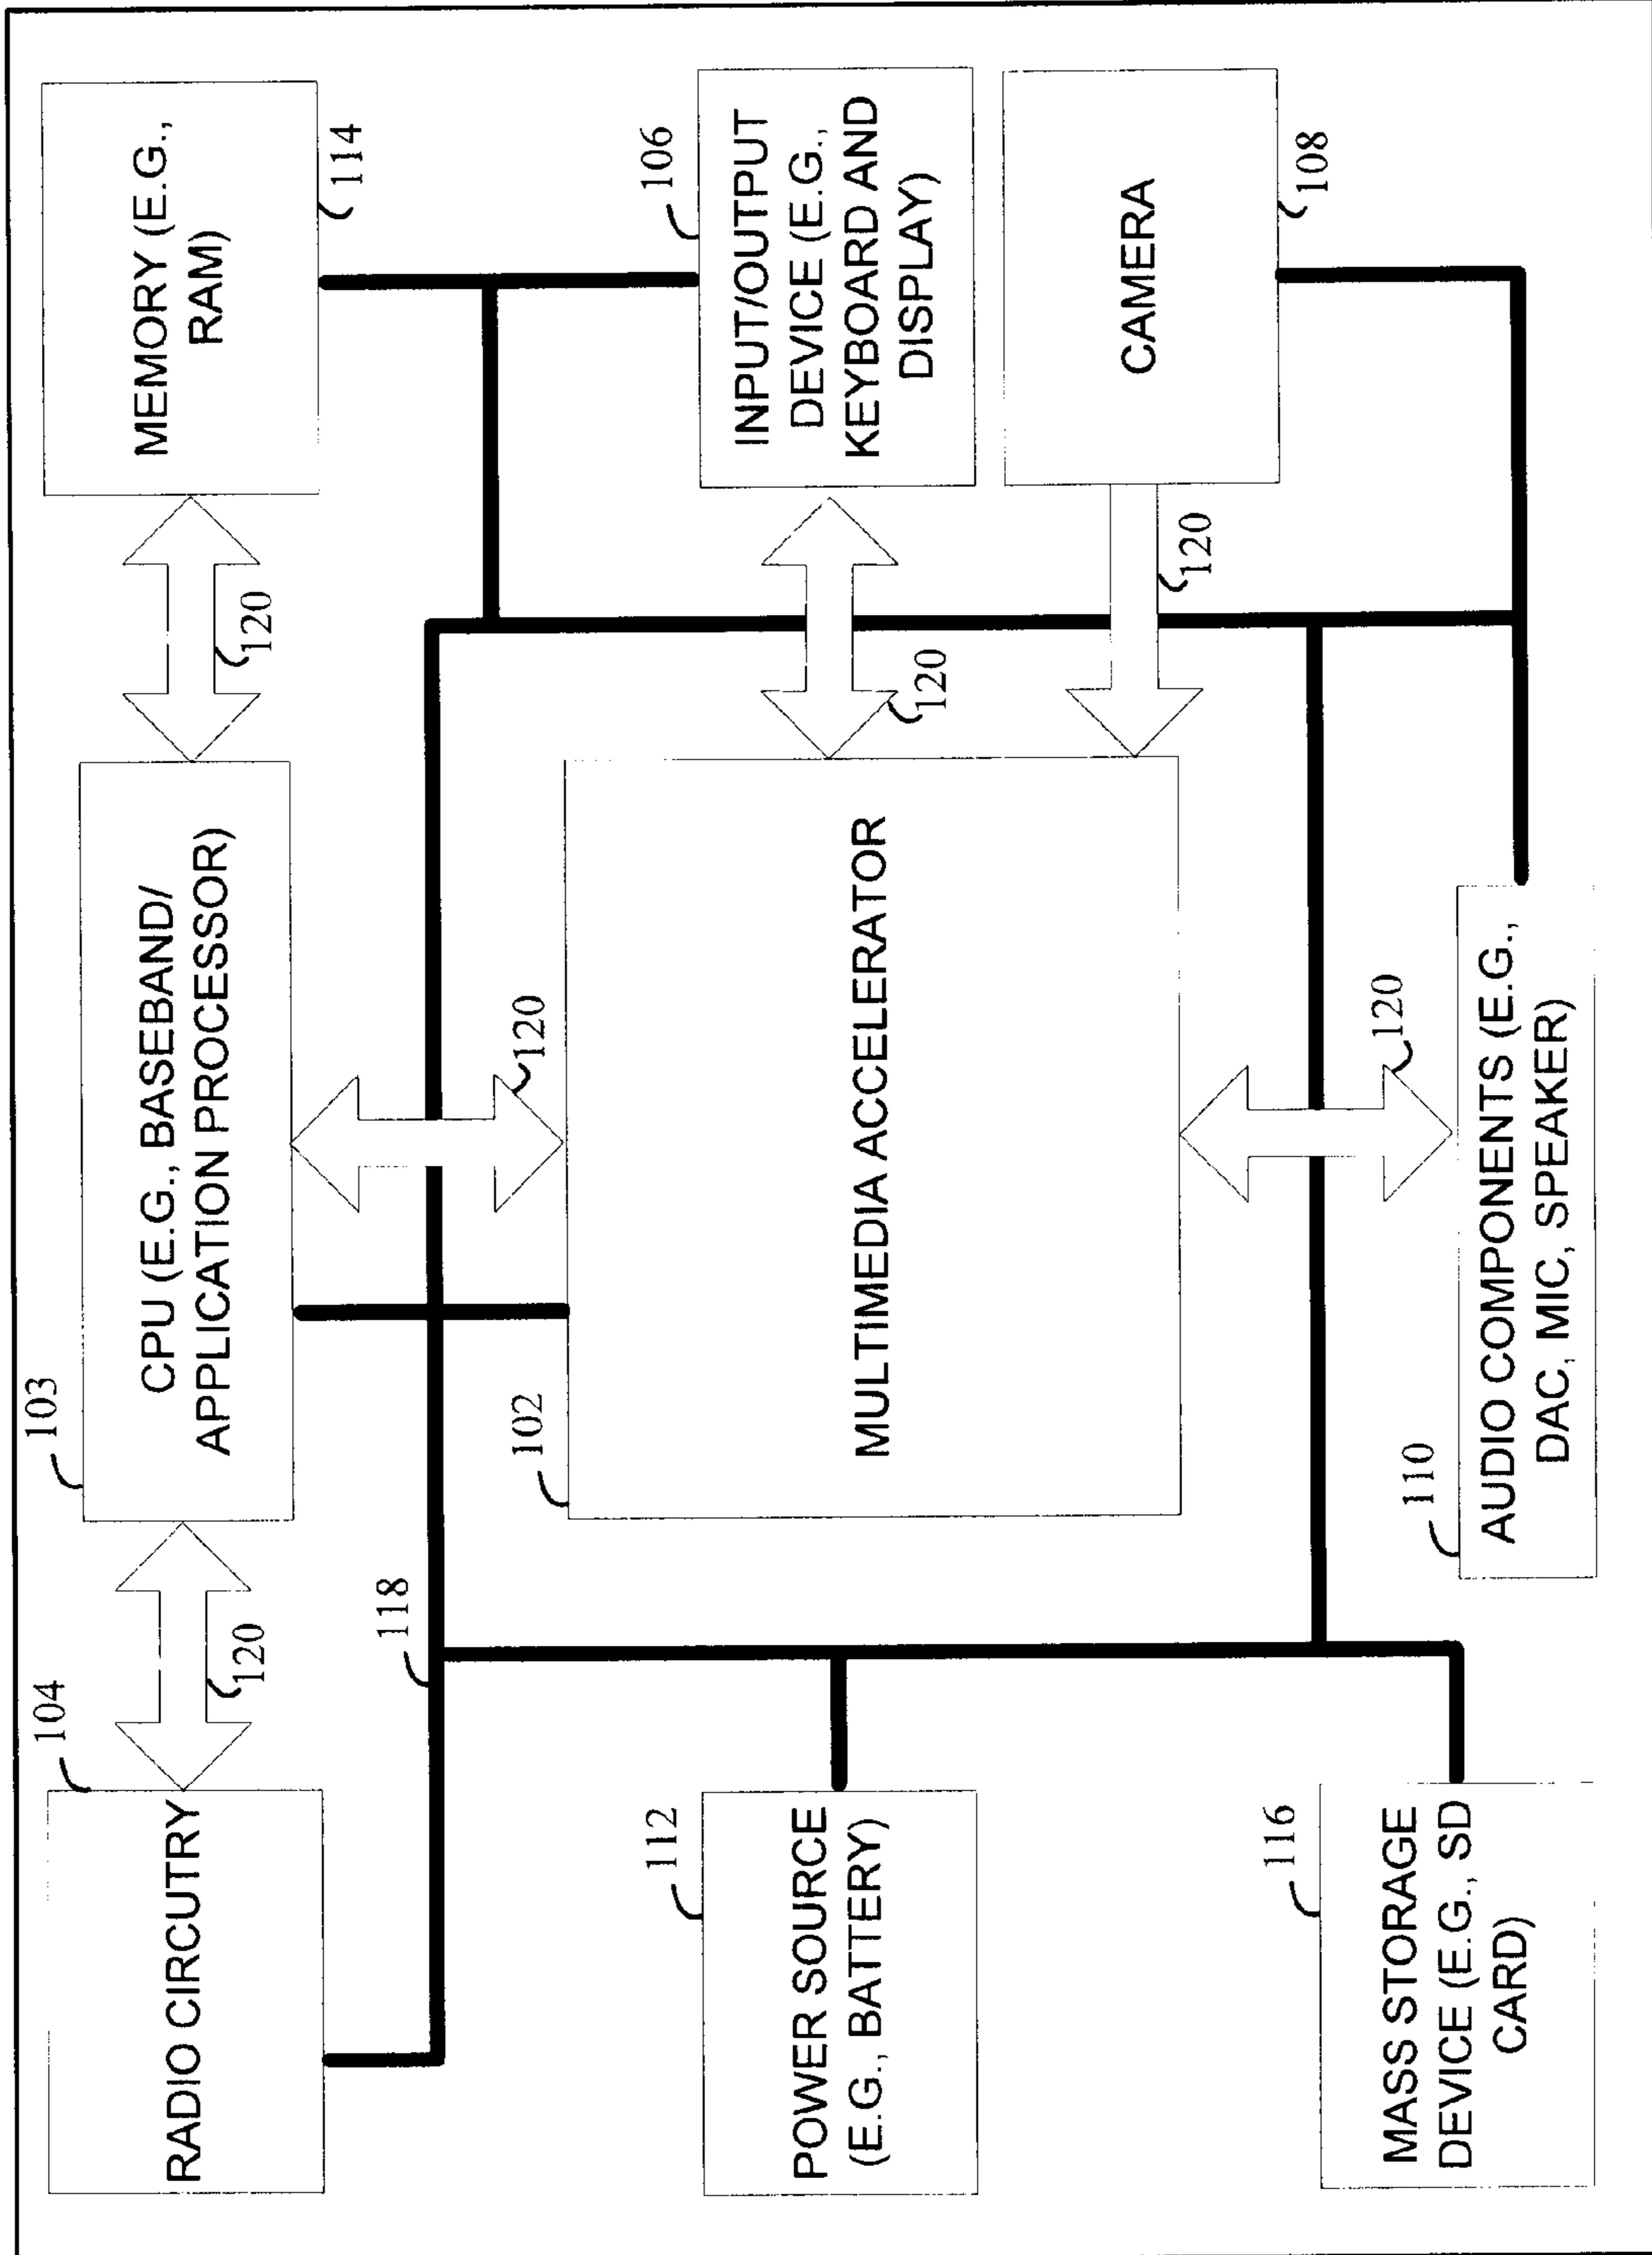 104
RADIO CIRCUTRY
120
103
CPU (E.G., BASEBAND/
APPLICATION PROCESSOR)
120
MEMORY (E.G.,
RAM)
114
118
120
112
POWER SOURCE
(E.G., BATTERY)
102
MULTIMEDIA ACCELERATOR
120
106
INPUT/OUTPUT
DEVICE (E.G.,
KEYBOARD AND
DISPLAY)
120
CAMERA
108
116
MASS STORAGE
DEVICE (E.G., SD
CARD)
110
AUDIO COMPONENTS (E.G.,
DAC, MIC, SPEAKER)
120